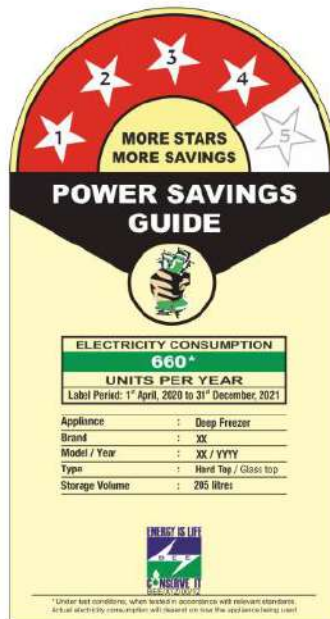 1 2 3 4 5
MORE STARS
MORE SAVINGS
POWER SAVINGS
GUIDE
ELECTRICITY CONSUMPTION
660*
UNITS PER YEAR
Label Period: 1st April, 2020 to 31st December, 2021
Appliance : Deep Freezer
Brand : XX
Model / Year : XX / YYYY
Type : Hard Top / Glass top
Storage Volume : 205 litres
ENERGY IS LIFE
BEE
CONSERVE IT
* Under test conditions, when tested in accordance with relevant standards.
Actual electricity consumption will depend on how the appliance being used